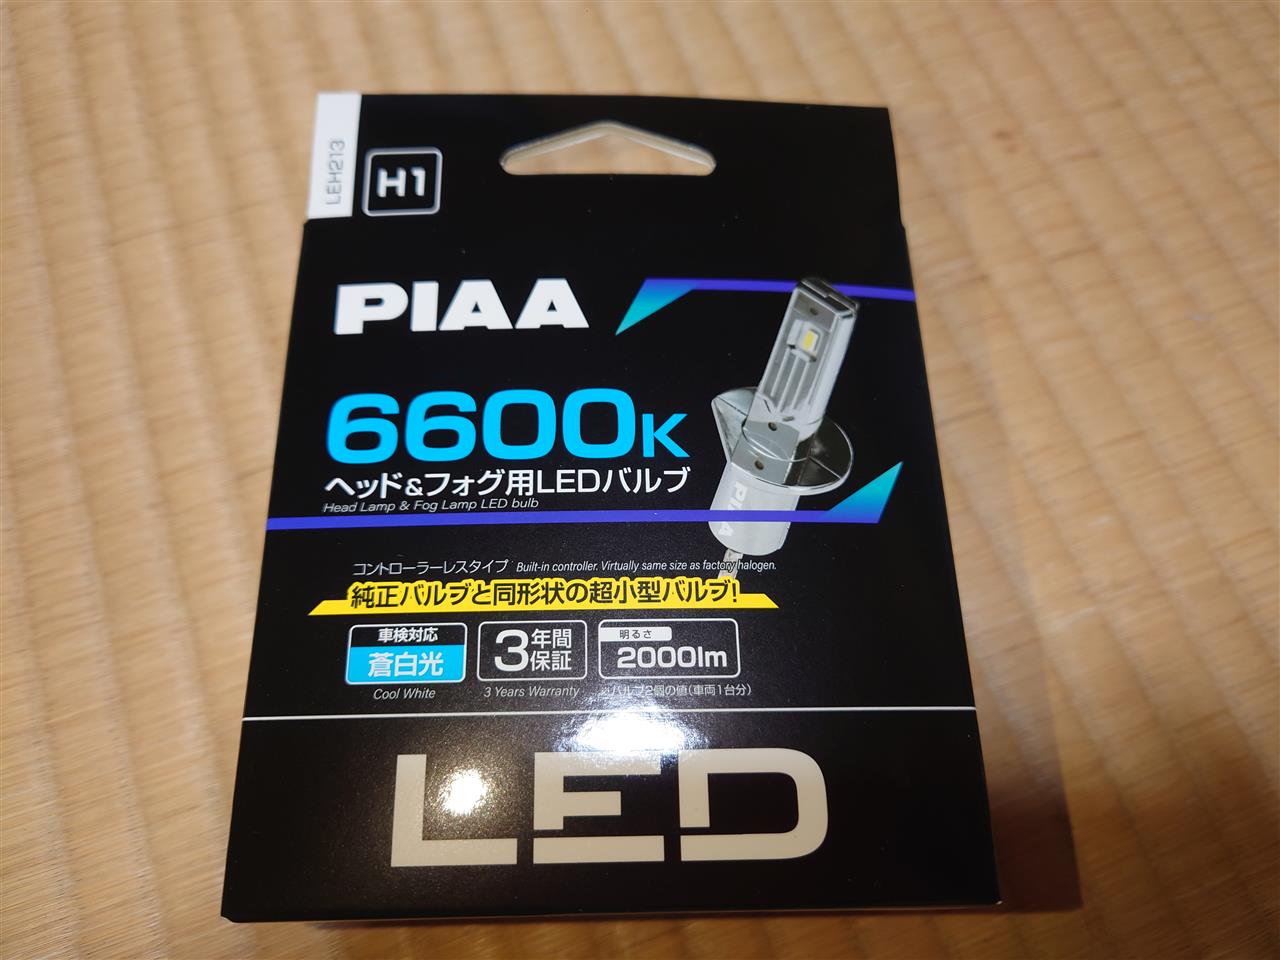 LEH213
H1
PIAA
6600K
ヘッド&フォグ用LEDバルブ
Head Lamp & Fog Lamp LED bulb
PIAA
コントローラーレスタイプ Built-in controller. Virtually same size as factory halogen.
純正バルブと同形状の超小型バルブ!
車検対応
蒼白光
Cool White
3年間保証
3 Years Warranty
明るさ
2000lm
※バルブ2個の値(車両1台分)
LED